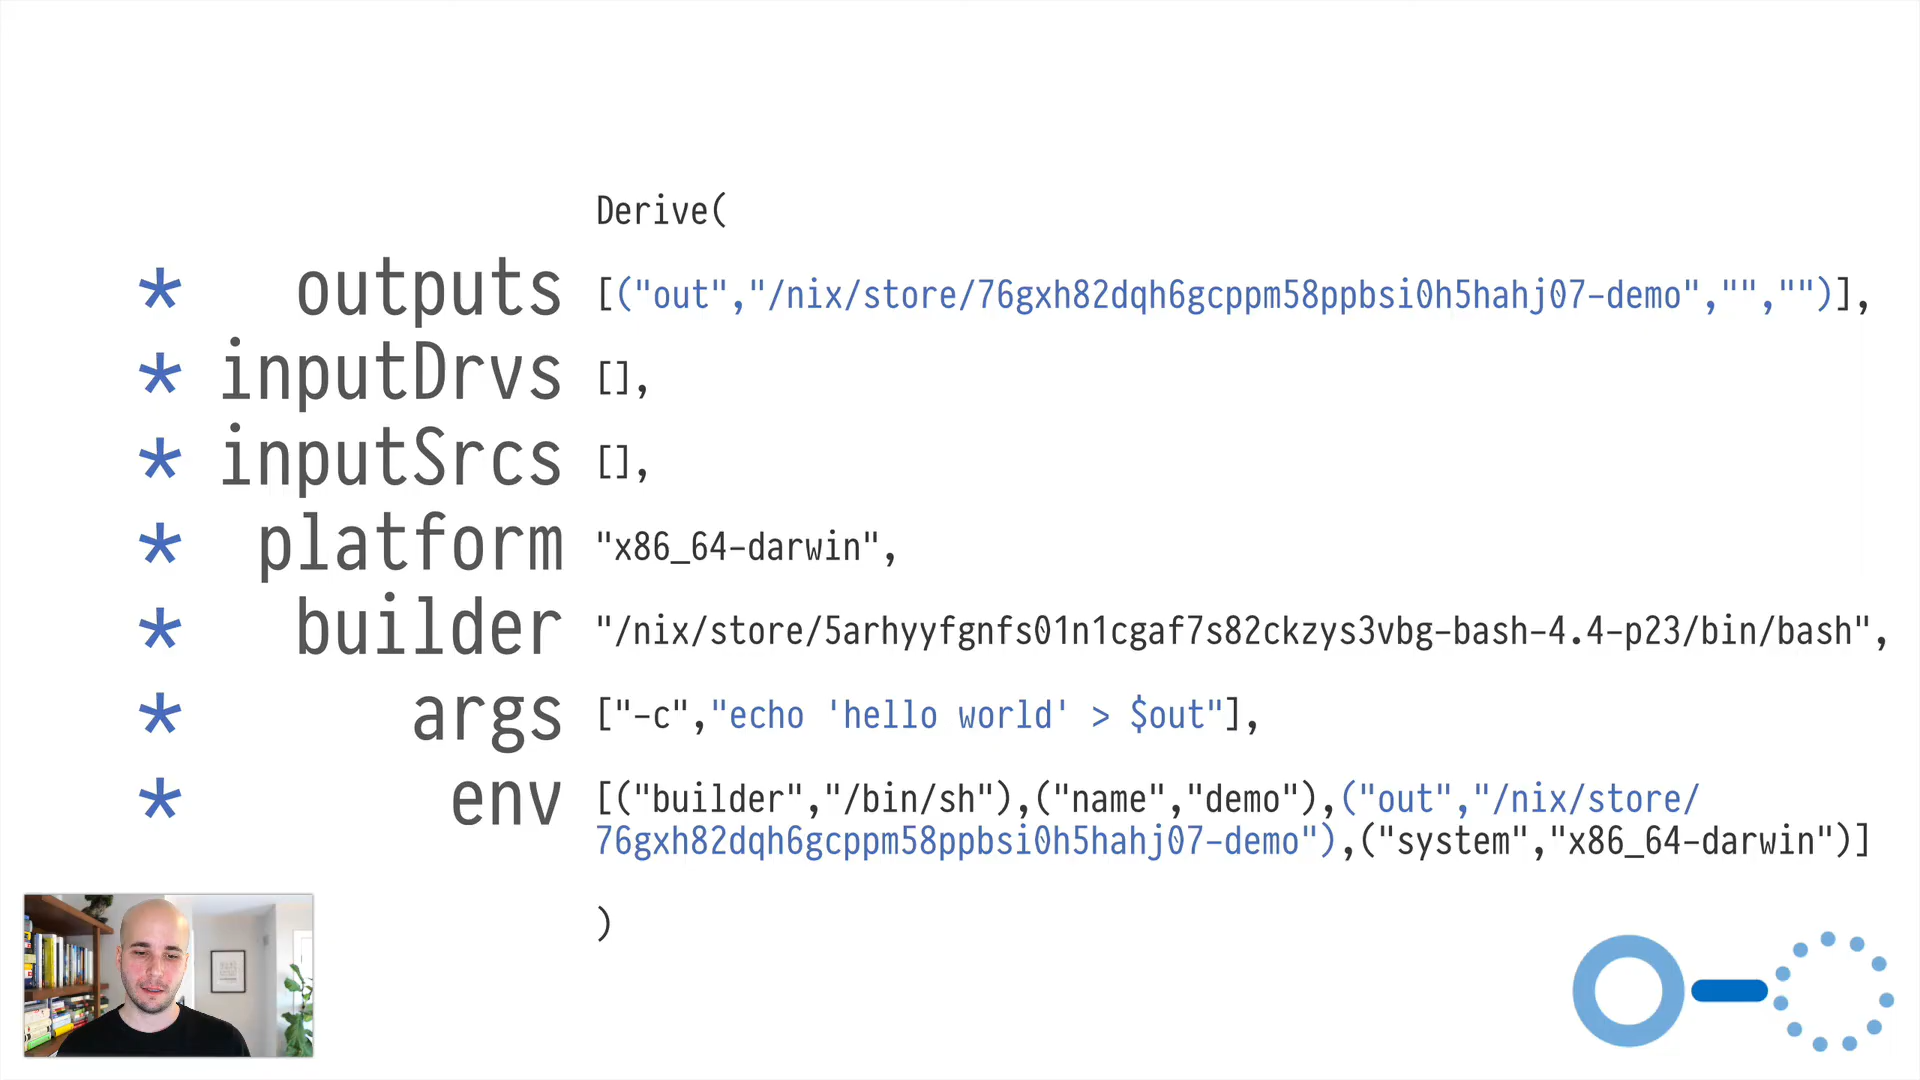 Derive(
* outputs [("out","/nix/store/76gxh82dqh6gcppm58ppbsi0h5hahj07-demo","","")],
* inputDrvs [],
* inputSrcs [],
* platform "x86_64-darwin",
* builder "/nix/store/5arhyyfgnfs01n1cgaf7s82ckzys3vbg-bash-4.4-p23/bin/bash",
* args ["-c","echo 'hello world' > $out"],
* env [("builder","/bin/sh"),("name","demo"),("out","/nix/store/
76gxh82dqh6gcppm58ppbsi0h5hahj07-demo"),("system","x86_64-darwin")]
)